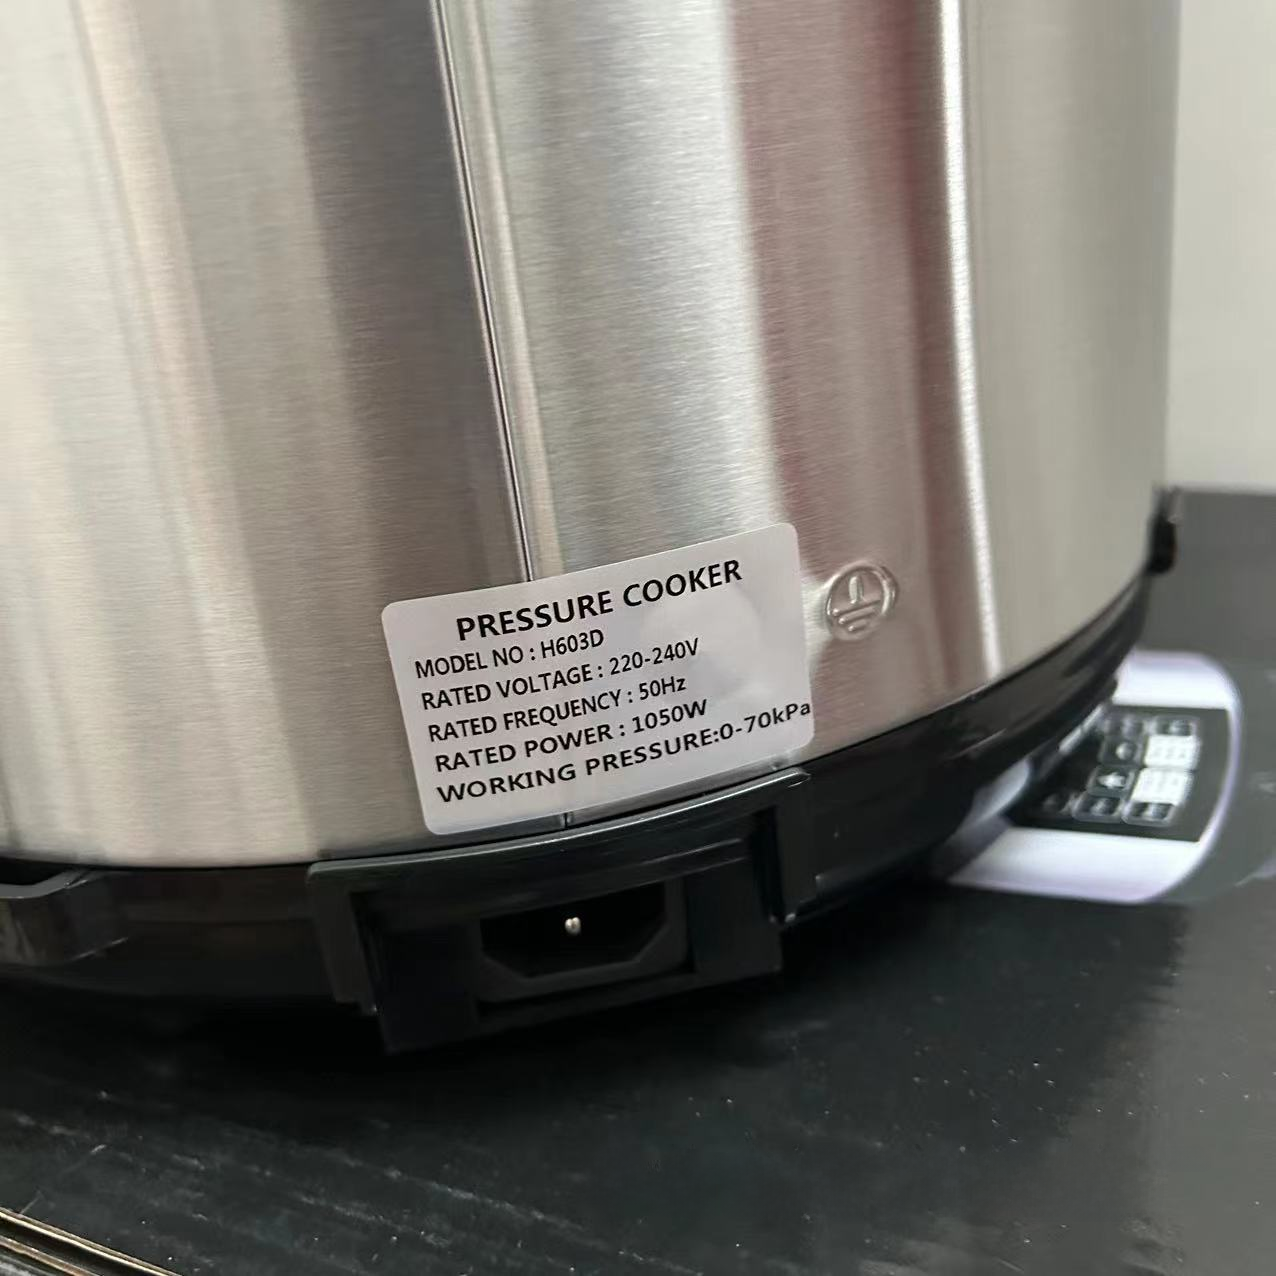 PRESSURE COOKER
MODEL NO : H603D
RATED VOLTAGE : 220-240V
RATED FREQUENCY : 50Hz
RATED POWER : 1050W
WORKING PRESSURE:0-70kPa